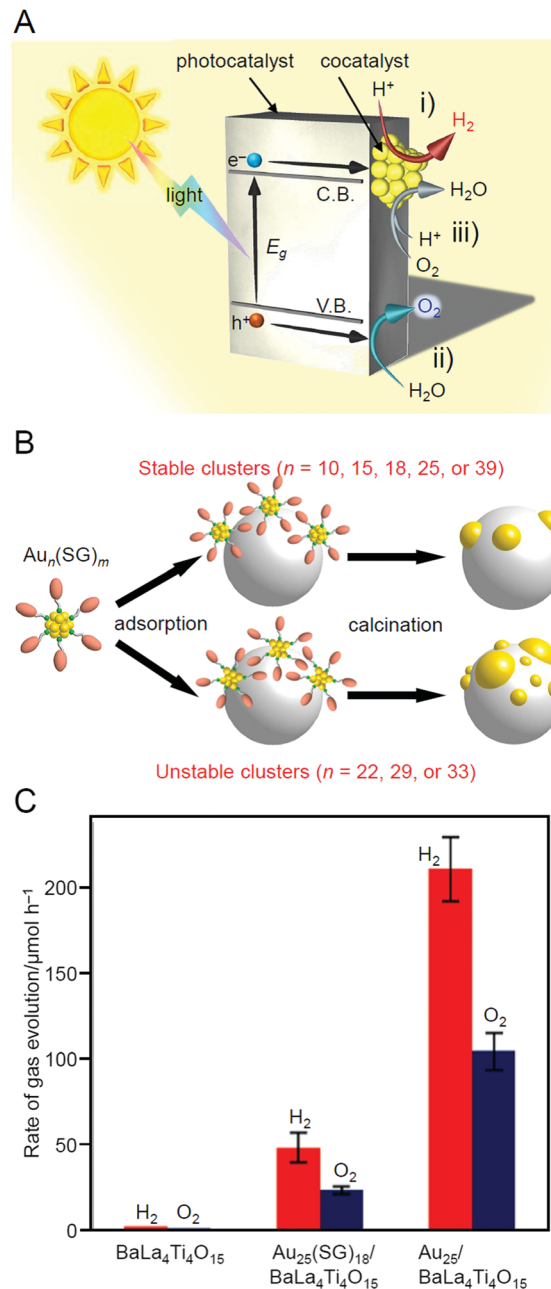 A
photocatalyst
cocatalyst
H⁺
i)
H₂
e⁻
C.B.
H₂O
light
E_g
H⁺
iii)
O₂
V.B.
O₂
h⁺
ii)
H₂O
B
Stable clusters (n = 10, 15, 18, 25, or 39)
Auₙ(SG)ₘ
adsorption
calcination
Unstable clusters (n = 22, 29, or 33)
C
Rate of gas evolution/μmol h⁻¹
200
150
100
50
0
H₂
O₂
H₂
O₂
H₂
O₂
BaLa₄Ti₄O₁₅
Au₂₅(SG)₁₈/
BaLa₄Ti₄O₁₅
Au₂₅/
BaLa₄Ti₄O₁₅